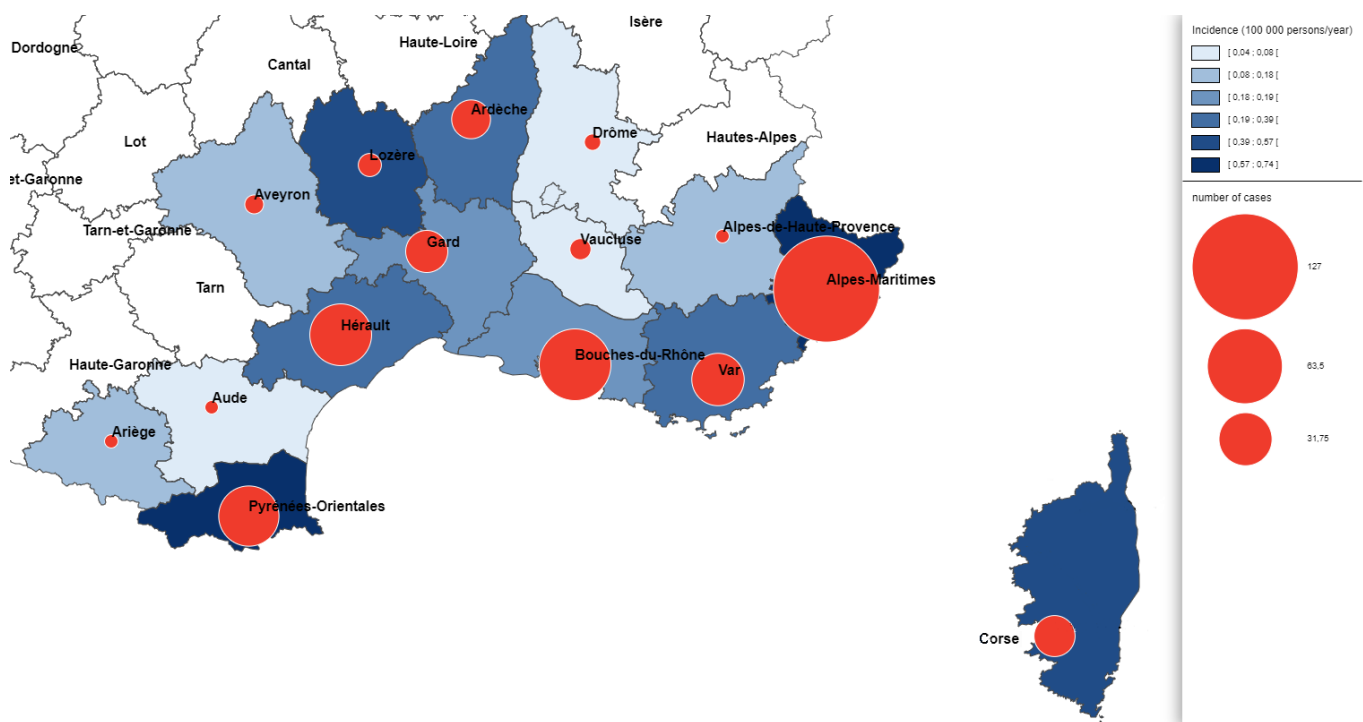 Isère
Dordogne
Haute-Loire
Cantal
Ardèche
Lot
Drôme
Hautes-Alpes
Lozère
et-Garonne
Aveyron
Tarn-et-Garonne
Alpes-de-Haute-Provence
Gard
Vaucluse
Tarn
Alpes-Maritimes
Hérault
Bouches-du-Rhône
Haute-Garonne
Var
Aude
Ariège
Pyrénées-Orientales
Corse
Incidence (100 000 persons/year)
[ 0,04 : 0,08 [
[ 0,08 : 0,18 [
[ 0,18 : 0,19 [
[ 0,19 : 0,39 [
[ 0,39 : 0,57 [
[ 0,57 : 0,74 ]
number of cases
127
63,5
31,75